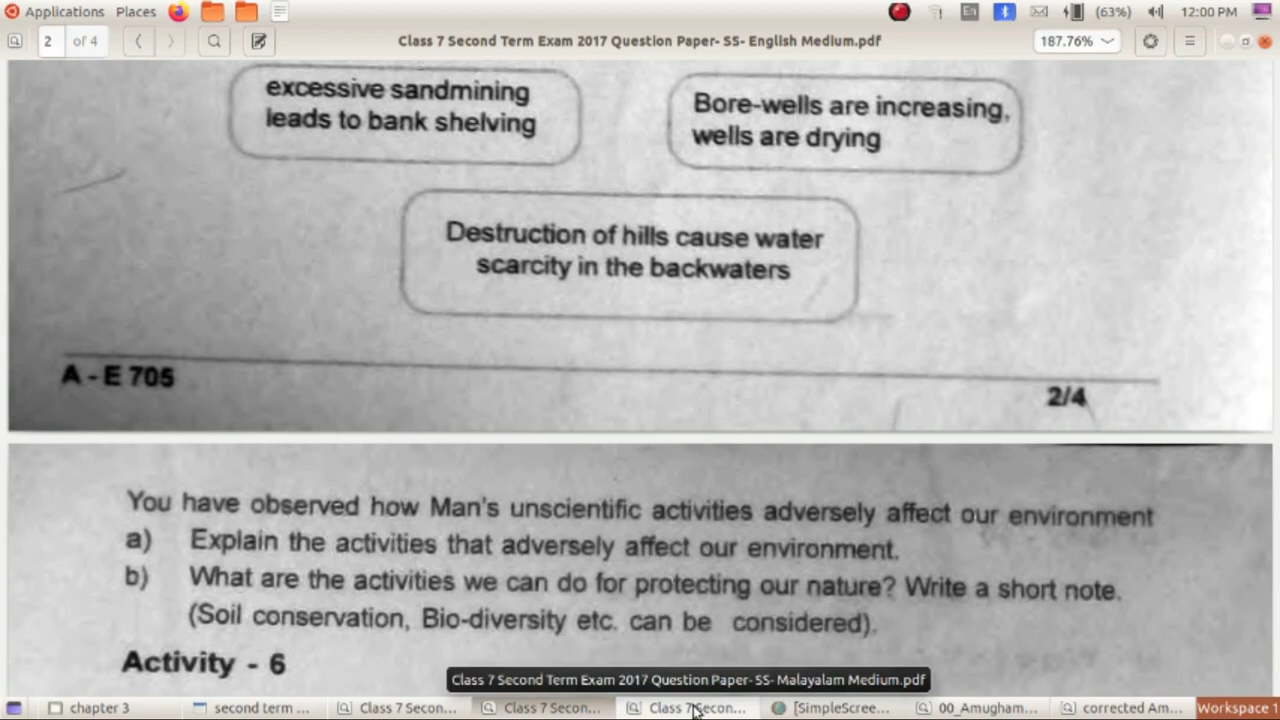 Applications Places En (63%) 12:00 PM
2 of 4 Class 7 Second Term Exam 2017 Question Paper- SS- English Medium.pdf 187.76%
excessive sandmining
leads to bank shelving
Bore-wells are increasing,
wells are drying
Destruction of hills cause water
scarcity in the backwaters
A - E 705
2/4
You have observed how Man's unscientific activities adversely affect our environment
a) Explain the activities that adversely affect our environment.
b) What are the activities we can do for protecting our nature? Write a short note.
(Soil conservation, Bio-diversity etc. can be considered).
Activity - 6
Class 7 Second Term Exam 2017 Question Paper- SS- Malayalam Medium.pdf
chapter 3 second term ... Class 7 Secon... Class 7 Secon... Class 7 Secon... [SimpleScree... 00_Amugham... corrected Am... Workspace 1